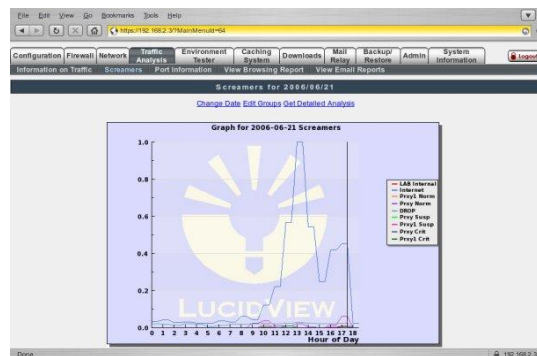 File Edit View Go Bookmarks Tools Help
https://192.168.2.3/?MainMenuId=64
Configuration Firewall Network Traffic Analysis Environment Tester Caching System Downloads Mail Relay Backup/ Restore Admin System Information Logout
Information on Traffic Screamers Port Information View Browsing Report View Email Reports
Screamers for 2006/06/21
Change Date Edit Groups Get Detailed Analysis
Graph for 2006-06-21 Screamers
1.0
0.8
0.6
0.4
0.2
0.0
LAB Internal
Internet
Prxy1 Norm
Prxy Norm
DROP
Prxy Susp
Prxy1 Susp
Prxy Crit
Prxy1 Crit
LUCIDVIEW
0 1 2 3 4 5 6 7 8 9 10 11 12 13 14 15 16 17 18
Hour of Day
Done
192.168.2.3